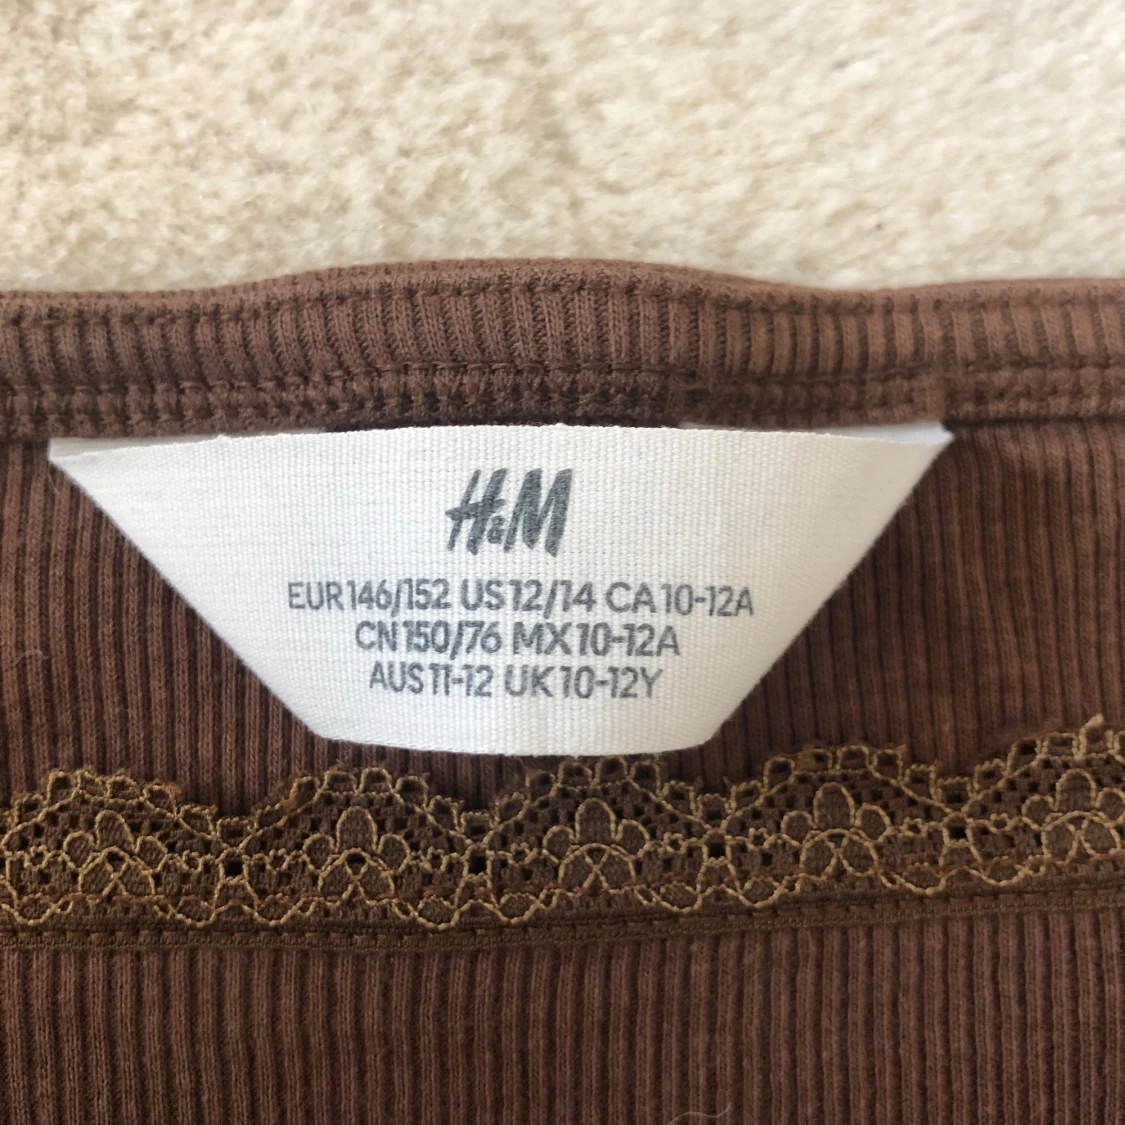 H&M
EUR 146/152 US 12/14 CA 10-12A
CN 150/76 MX 10-12A
AUS 11-12 UK 10-12Y